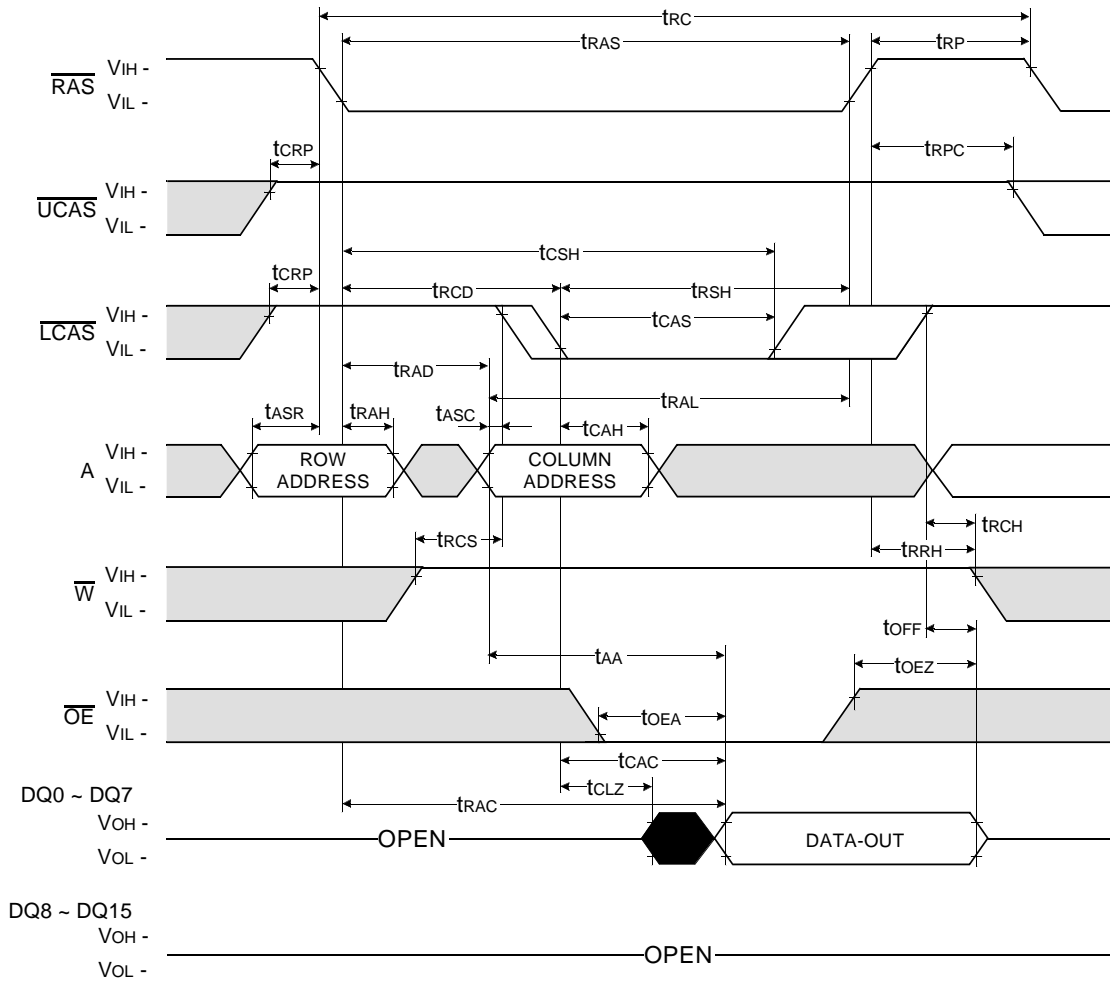 tRC
tRAS
tRP
RAS
VIH -
VIL -
tCRP
tRPC
UCAS
VIH -
VIL -
tCSH
tCRP
tRCD
tRSH
LCAS
VIH -
VIL -
tCAS
tRAD
tRAL
tASR
tRAH
tASC
tCAH
A
VIH -
VIL -
ROW
ADDRESS
COLUMN
ADDRESS
tRCH
tRCS
tRRH
W
VIH -
VIL -
tOFF
tAA
tOEZ
OE
VIH -
VIL -
tOEA
tCAC
tCLZ
DQ0 ~ DQ7
tRAC
VOH -
VOL -
OPEN
DATA-OUT
DQ8 ~ DQ15
VOH -
VOL -
OPEN